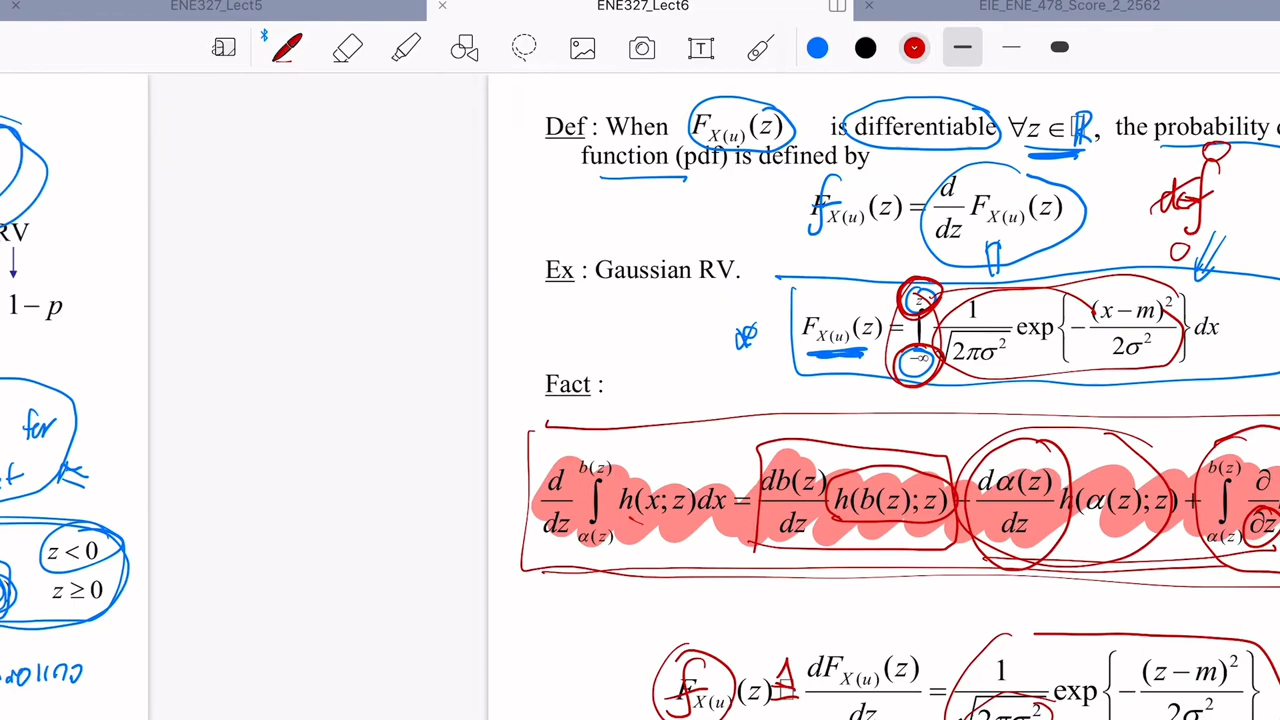 ENE327_Lect5
ENE327_Lect6
EIE_ENE_478_Score_2_2562
RV
1 − p
for
z < 0
z ≥ 0
Def : When F_{X(u)}(z) is differentiable ∀z ∈ ℝ, the probability
function (pdf) is defined by
f_{X(u)}(z) = d/dz F_{X(u)}(z)
Ex : Gaussian RV.
F_{X(u)}(z) = ∫_{−∞}^{z} 1/√(2πσ²) exp{−(x−m)²/2σ²} dx
Fact :
d/dz ∫_{α(z)}^{b(z)} h(x;z)dx = db(z)/dz h(b(z);z) − dα(z)/dz h(α(z);z) + ∫_{α(z)}^{b(z)} ∂/∂z
f_{X(u)}(z) ≜ dF_{X(u)}(z)/dz = 1/√(2πσ²) exp{−(z−m)²/2σ²}